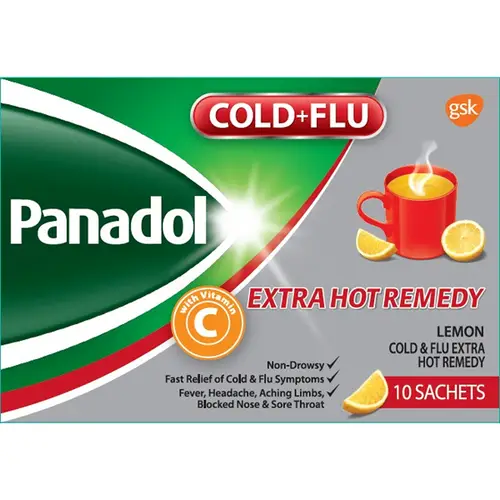 COLD+FLU
gsk
Panadol
with Vitamin
C
EXTRA HOT REMEDY
LEMON
COLD & FLU EXTRA
HOT REMEDY
Non-Drowsy ✓
Fast Relief of Cold & Flu Symptoms ✓
Fever, Headache, Aching Limbs, ✓
Blocked Nose & Sore Throat
10 SACHETS